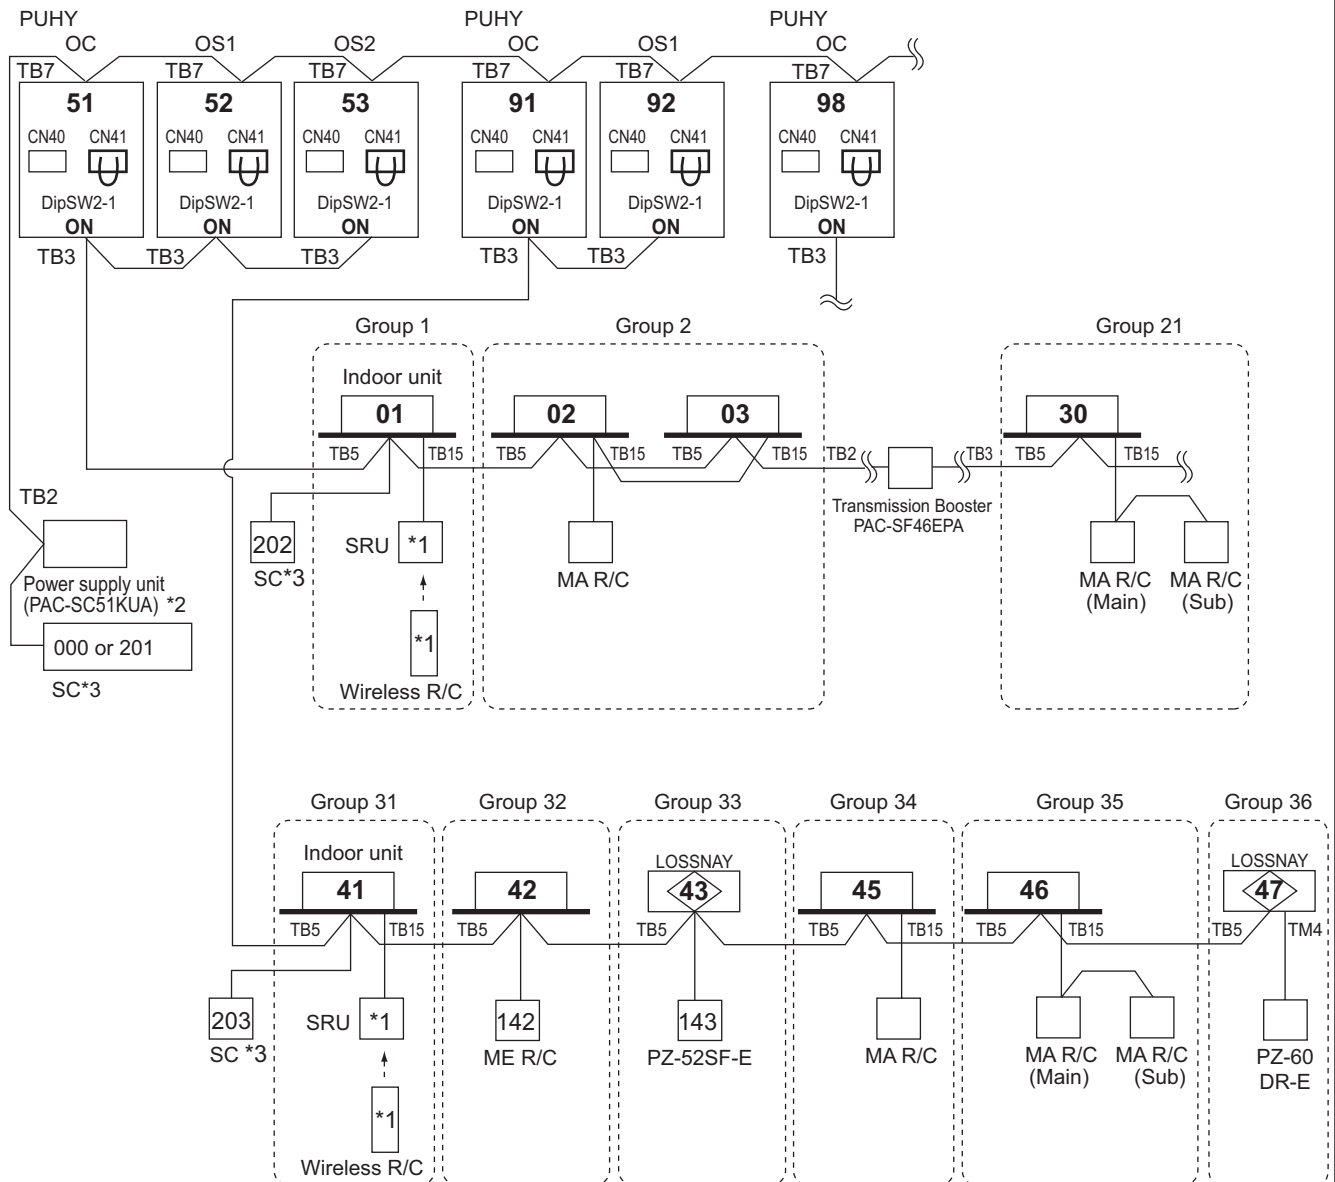 PUHY PUHY PUHY
OC OS1 OS2 OC OS1 OC
TB7 TB7 TB7 TB7 TB7 TB7
51 52 53 91 92 98
CN40 CN41 CN40 CN41 CN40 CN41 CN40 CN41 CN40 CN41 CN40 CN41
DipSW2-1 DipSW2-1 DipSW2-1 DipSW2-1 DipSW2-1 DipSW2-1
ON ON ON ON ON ON
TB3 TB3 TB3 TB3 TB3 TB3
Group 1 Group 2 Group 21
Indoor unit
01 02 03 30
TB5 TB15 TB5 TB15 TB5 TB15 TB2 TB3 TB5 TB15
TB2
Transmission Booster
PAC-SF46EPA
202 SRU *1
SC*3 MA R/C
MA R/C
(Main)
MA R/C
(Sub)
Power supply unit
(PAC-SC51KUA) *2
000 or 201
SC*3
*1
Wireless R/C
Group 31 Group 32 Group 33 Group 34 Group 35 Group 36
Indoor unit LOSSNAY LOSSNAY
41 42 43 45 46 47
TB5 TB15 TB5 TB5 TB5 TB15 TB5 TB15 TB5 TM4
203 SRU *1 142 143
SC *3 ME R/C PZ-52SF-E MA R/C
MA R/C
(Main)
MA R/C
(Sub)
PZ-60
DR-E
*1
Wireless R/C